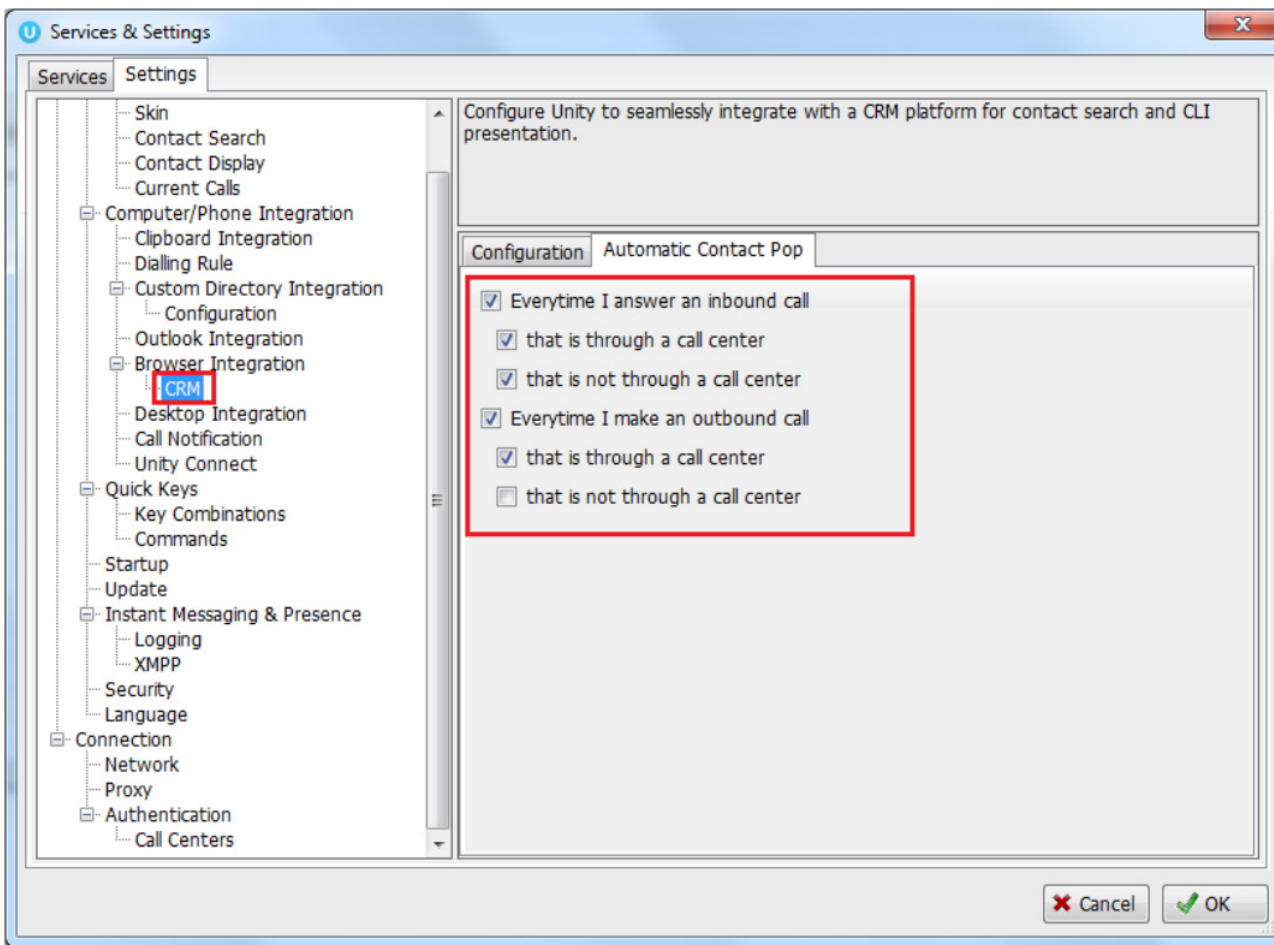 Services & Settings
Services
Settings
Skin
Contact Search
Contact Display
Current Calls
Computer/Phone Integration
Clipboard Integration
Dialling Rule
Custom Directory Integration
Configuration
Outlook Integration
Browser Integration
CRM
Desktop Integration
Call Notification
Unity Connect
Quick Keys
Key Combinations
Commands
Startup
Update
Instant Messaging & Presence
Logging
XMPP
Security
Language
Connection
Network
Proxy
Authentication
Call Centers
Configure Unity to seamlessly integrate with a CRM platform for contact search and CLI
presentation.
Configuration
Automatic Contact Pop
Everytime I answer an inbound call
that is through a call center
that is not through a call center
Everytime I make an outbound call
that is through a call center
that is not through a call center
Cancel
OK